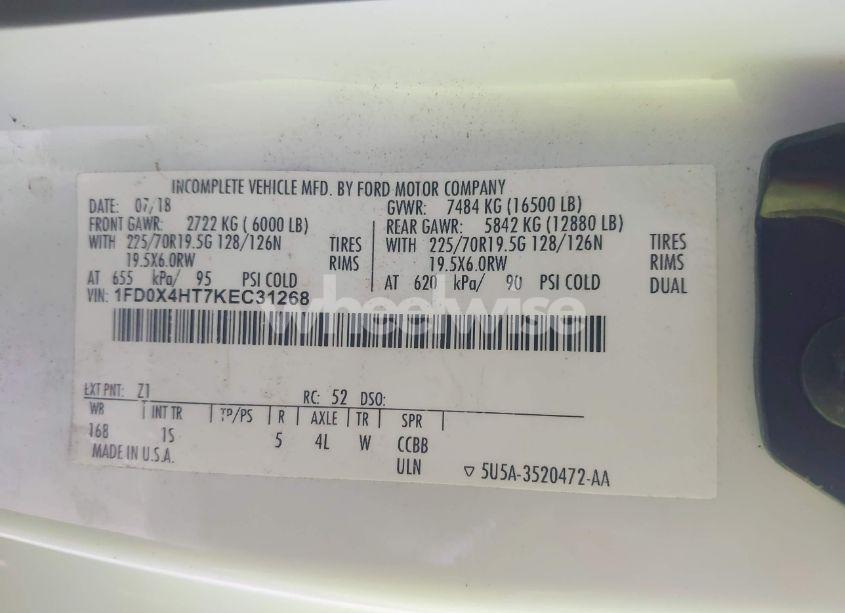 INCOMPLETE VEHICLE MFD. BY FORD MOTOR COMPANY
DATE: 07/18 GVWR: 7484 KG (16500 LB)
FRONT GAWR: 2722 KG ( 6000 LB) REAR GAWR: 5842 KG (12880 LB)
WITH 225/70R19.5G 128/126N TIRES WITH 225/70R19.5G 128/126N TIRES
19.5X6.0RW RIMS 19.5X6.0RW RIMS
AT 655 kPa/ 95 PSI COLD AT 620 kPa/ 90 PSI COLD DUAL
VIN: 1FD0X4HT7KEC31268
wheelwise
EXT PNT: Z1 RC: 52 DSO:
WB INT TR TP/PS R AXLE TR SPR
168 1S 5 4L W CCBB
MADE IN U.S.A. ULN
5U5A-3520472-AA